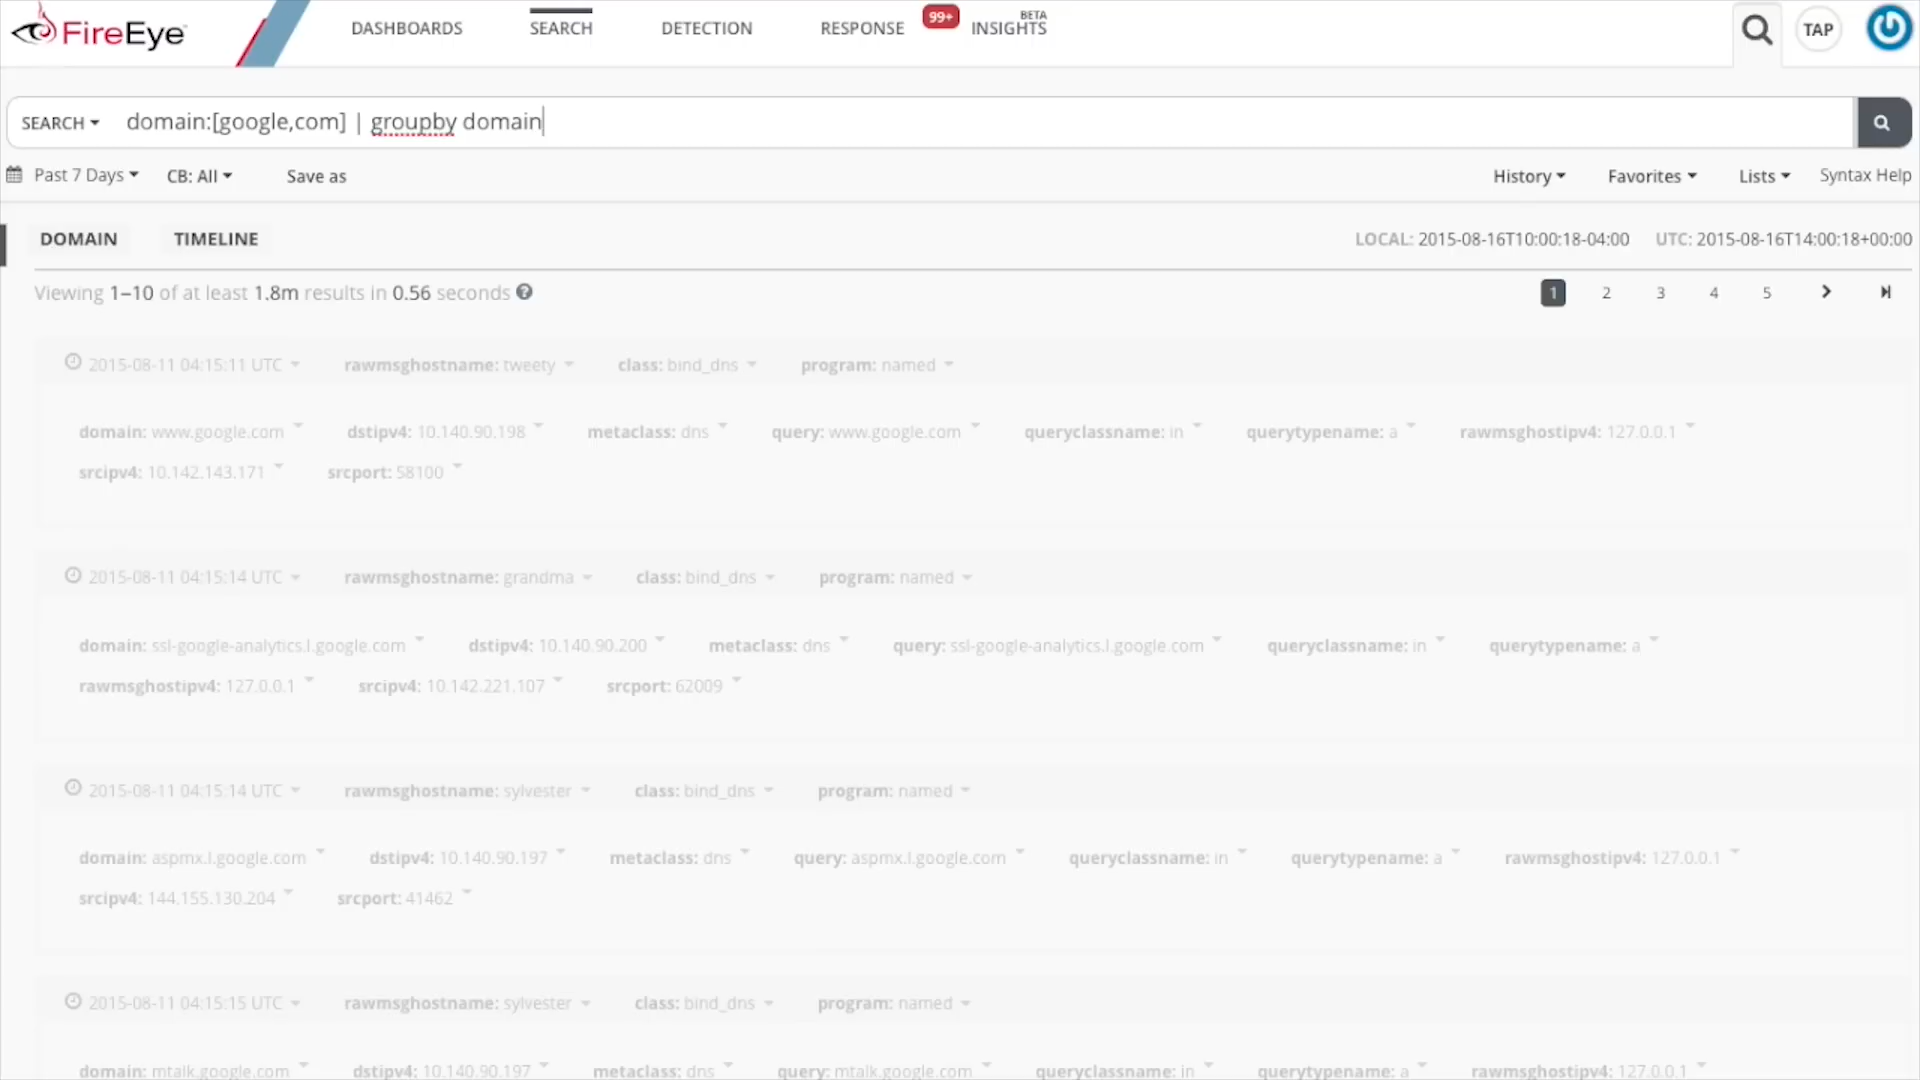 FireEye DASHBOARDS SEARCH DETECTION RESPONSE 99+ INSIGHTS BETA TAP
SEARCH domain:[google,com] | groupby domain
Past 7 Days CB: All Save as History Favorites Lists Syntax Help
DOMAIN TIMELINE LOCAL: 2015-08-16T10:00:18-04:00 UTC: 2015-08-16T14:00:18+00:00
Viewing 1–10 of at least 1.8m results in 0.56 seconds ? 1 2 3 4 5
2015-08-11 04:15:11 UTC rawmsghostname: tweety class: bind_dns program: named
domain: www.google.com dstipv4: 10.140.90.198 metaclass: dns query: www.google.com queryclassname: in querytypename: a rawmsghostipv4: 127.0.0.1
srcipv4: 10.142.143.171 srcport: 58100
2015-08-11 04:15:14 UTC rawmsghostname: grandma class: bind_dns program: named
domain: ssl-google-analytics.l.google.com dstipv4: 10.140.90.200 metaclass: dns query: ssl-google-analytics.l.google.com queryclassname: in querytypename: a
rawmsghostipv4: 127.0.0.1 srcipv4: 10.142.221.107 srcport: 62009
2015-08-11 04:15:14 UTC rawmsghostname: sylvester class: bind_dns program: named
domain: aspmx.l.google.com dstipv4: 10.140.90.197 metaclass: dns query: aspmx.l.google.com queryclassname: in querytypename: a rawmsghostipv4: 127.0.0.1
srcipv4: 144.155.130.204 srcport: 41462
2015-08-11 04:15:15 UTC rawmsghostname: sylvester class: bind_dns program: named
domain: mtalk.google.com dstipv4: 10.140.90.197 metaclass: dns query: mtalk.google.com queryclassname: in querytypename: a rawmsghostipv4: 127.0.0.1